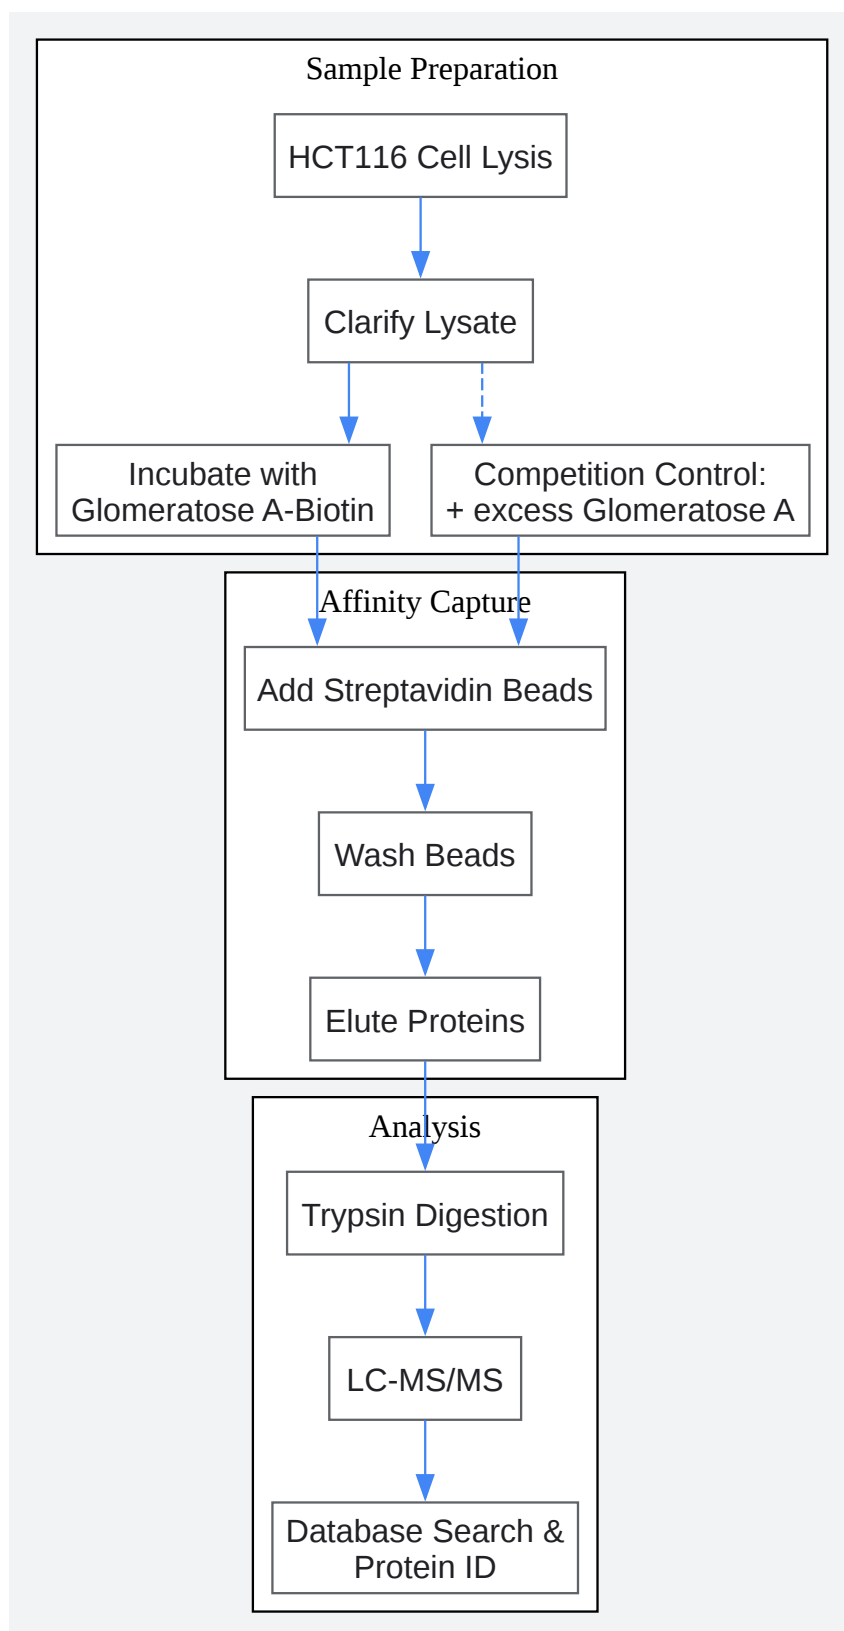 Sample Preparation
HCT116 Cell Lysis
Clarify Lysate
Incubate with
Glomeratose A-Biotin
Competition Control:
+ excess Glomeratose A
Affinity Capture
Add Streptavidin Beads
Wash Beads
Elute Proteins
Analysis
Trypsin Digestion
LC-MS/MS
Database Search &
Protein ID